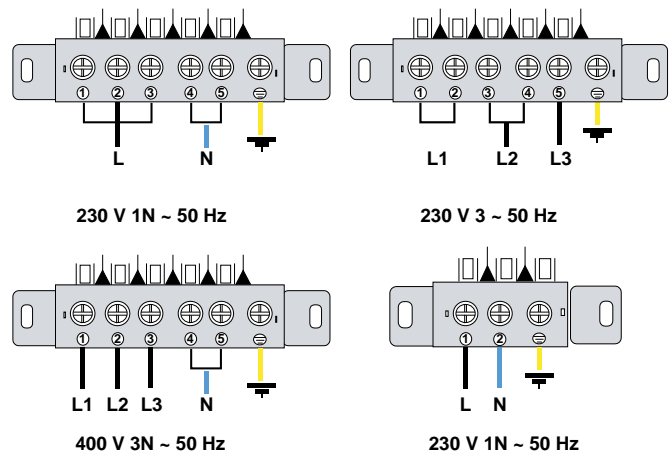 1 2 3 4 5
L N
230 V 1N ~ 50 Hz
1 2 3 4 5
L1 L2 L3
230 V 3 ~ 50 Hz
1 2 3 4 5
L1 L2 L3 N
400 V 3N ~ 50 Hz
1 2
L N
230 V 1N ~ 50 Hz